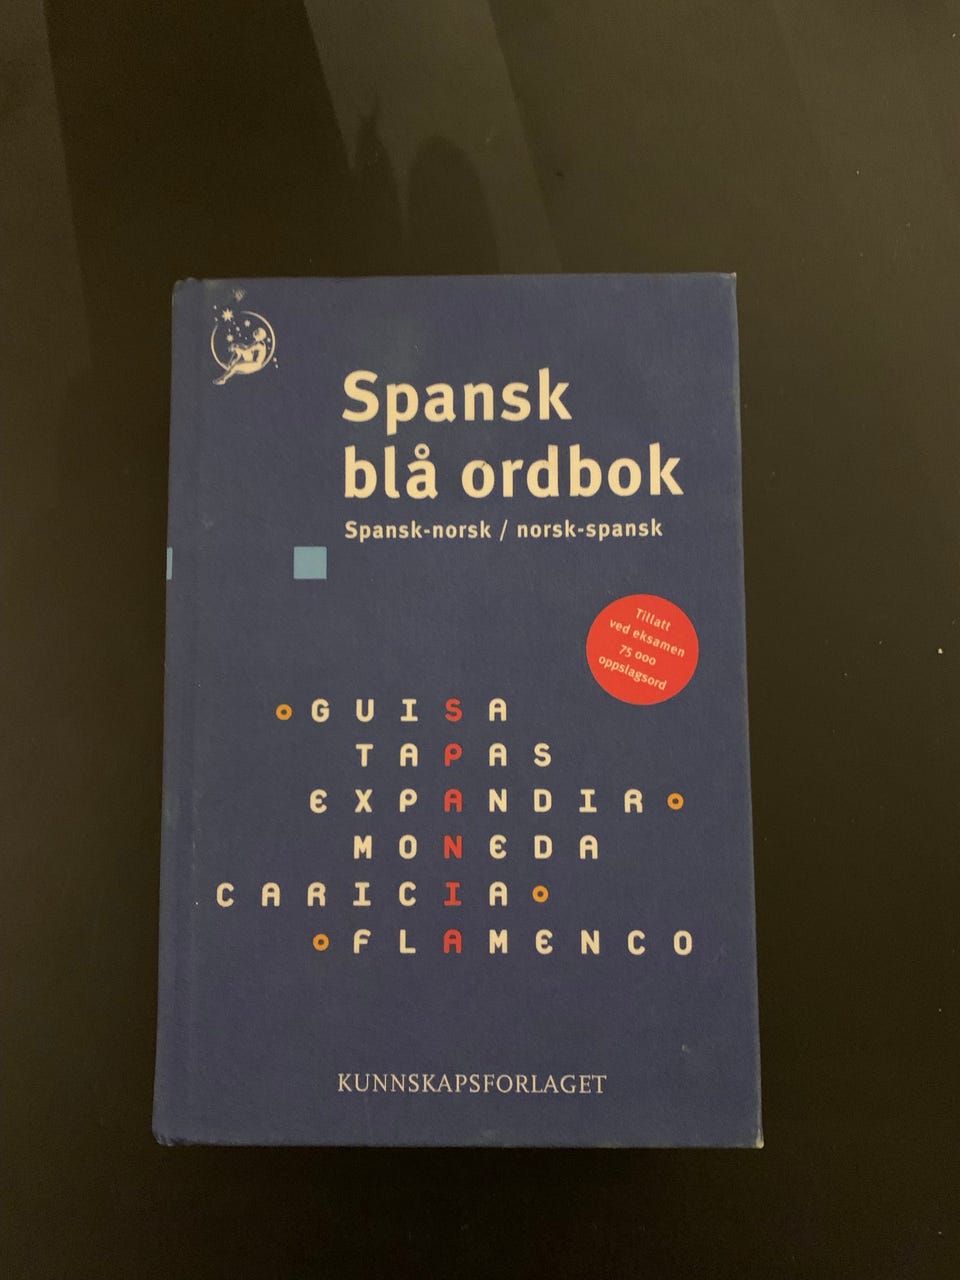 Spansk
blå ordbok
Spansk-norsk / norsk-spansk
Tillatt
ved eksamen
75 000
oppslagsord
GUISA
TAPAS
EXPANDIR
MONEDA
CARICIA
FLAMENCO
KUNNSKAPSFORLAGET